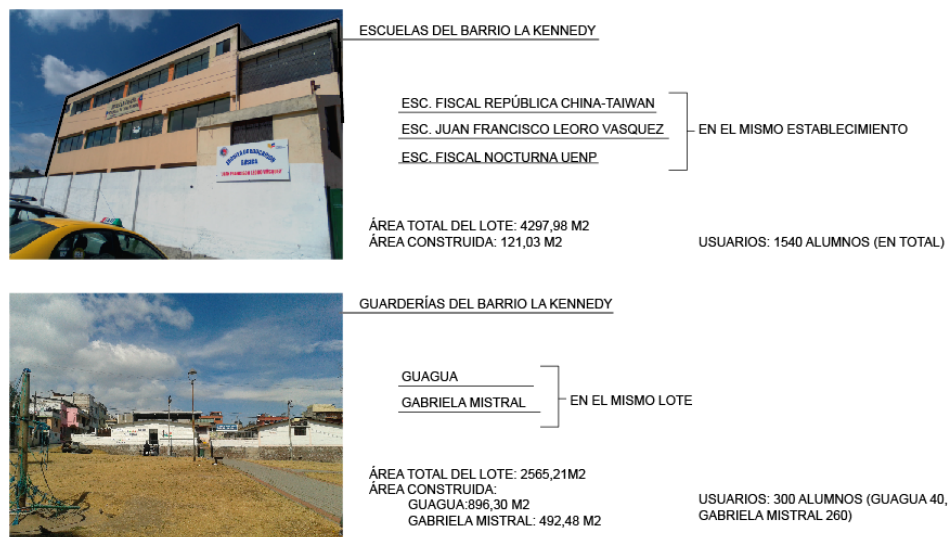 ESCUELAS DEL BARRIO LA KENNEDY
ESC. FISCAL REPÚBLICA CHINA-TAIWAN
ESC. JUAN FRANCISCO LEORO VASQUEZ
ESC. FISCAL NOCTURNA UENP
EN EL MISMO ESTABLECIMIENTO
ÁREA TOTAL DEL LOTE: 4297,98 M2
ÁREA CONSTRUIDA: 121,03 M2
USUARIOS: 1540 ALUMNOS (EN TOTAL)
GUARDERÍAS DEL BARRIO LA KENNEDY
GUAGUA
GABRIELA MISTRAL
EN EL MISMO LOTE
ÁREA TOTAL DEL LOTE: 2565,21M2
ÁREA CONSTRUIDA:
GUAGUA:896,30 M2
GABRIELA MISTRAL: 492,48 M2
USUARIOS: 300 ALUMNOS (GUAGUA 40,
GABRIELA MISTRAL 260)